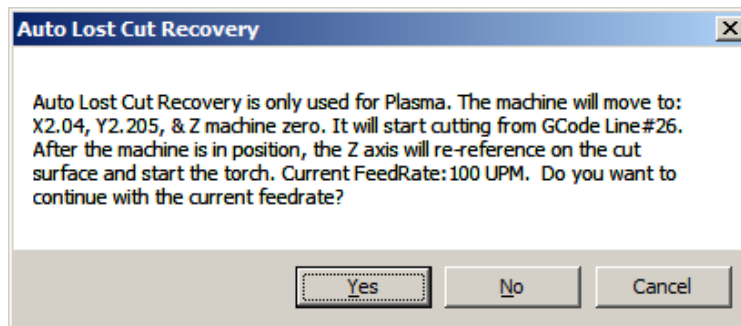 Auto Lost Cut Recovery
Auto Lost Cut Recovery is only used for Plasma. The machine will move to:
X2.04, Y2.205, & Z machine zero. It will start cutting from GCode Line#26.
After the machine is in position, the Z axis will re-reference on the cut
surface and start the torch. Current FeedRate:100 UPM.  Do you want to
continue with the current feedrate?
Yes No Cancel